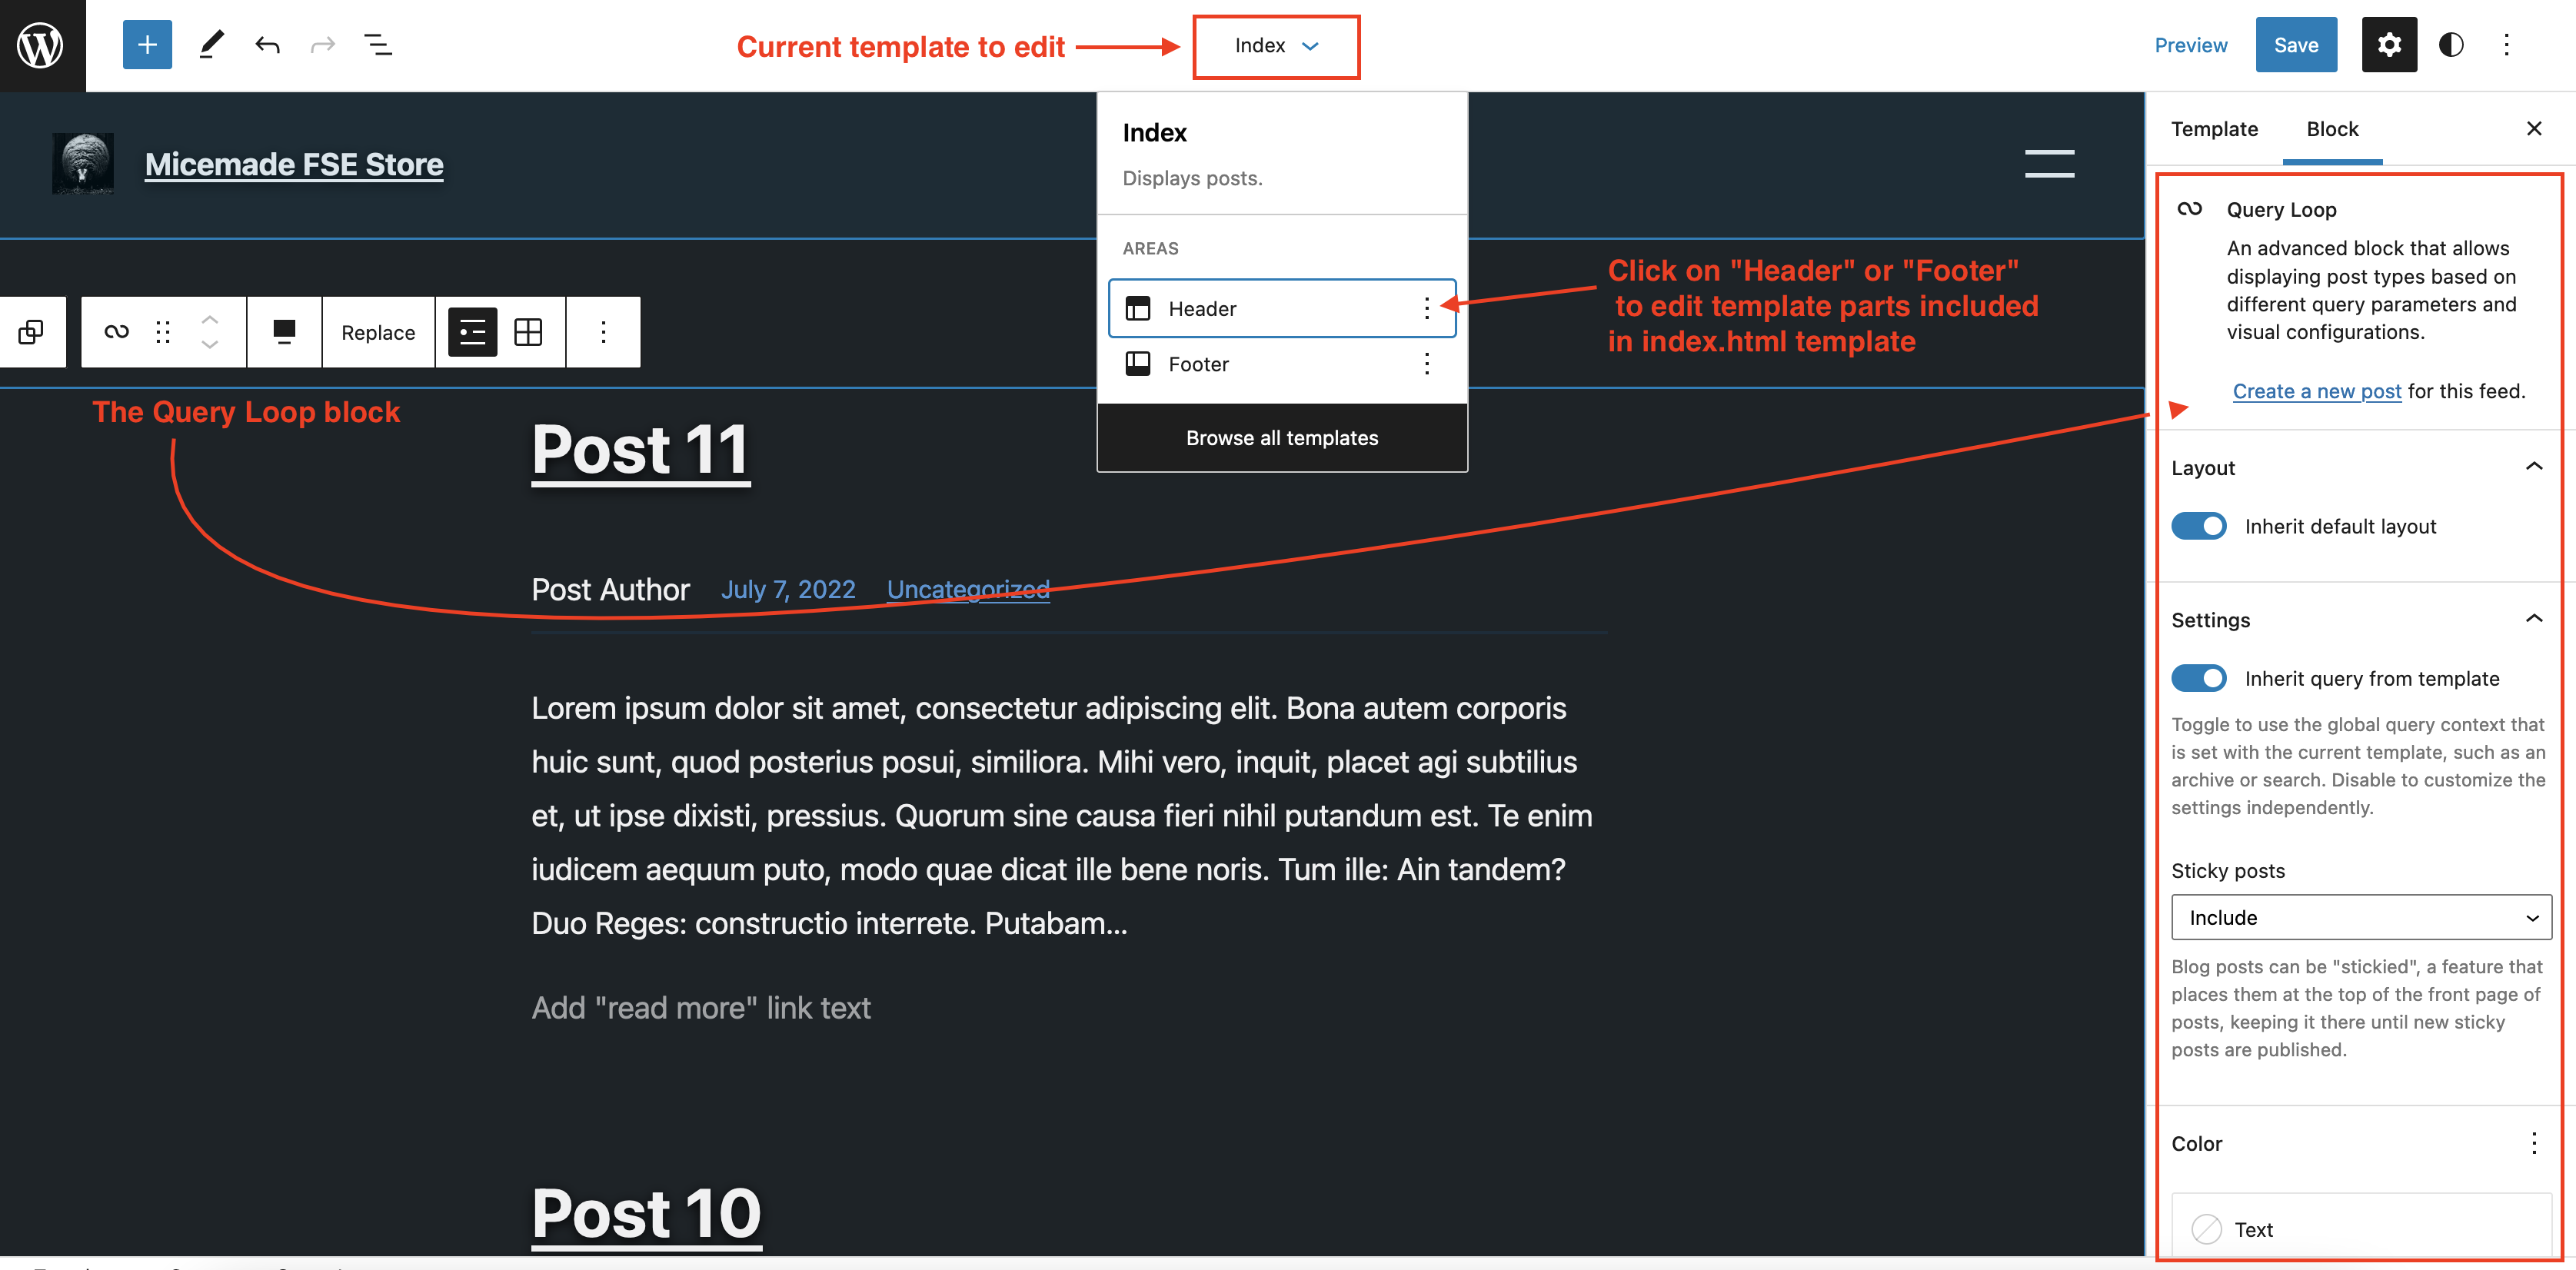 Current template to edit
Index
Preview
Save
Micemade FSE Store
Index
Displays posts.
AREAS
Header
Footer
Browse all templates
Click on "Header" or "Footer"
to edit template parts included
in index.html template
Replace
The Query Loop block
Post 11
Post Author July 7, 2022 Uncategorized
Lorem ipsum dolor sit amet, consectetur adipiscing elit. Bona autem corporis
huic sunt, quod posterius posui, similiora. Mihi vero, inquit, placet agi subtilius
et, ut ipse dixisti, pressius. Quorum sine causa fieri nihil putandum est. Te enim
iudicem aequum puto, modo quae dicat ille bene noris. Tum ille: Ain tandem?
Duo Reges: constructio interrete. Putabam…
Add "read more" link text
Post 10
Template Block
Query Loop
An advanced block that allows
displaying post types based on
different query parameters and
visual configurations.
Create a new post for this feed.
Layout
Inherit default layout
Settings
Inherit query from template
Toggle to use the global query context that
is set with the current template, such as an
archive or search. Disable to customize the
settings independently.
Sticky posts
Include
Blog posts can be "stickied", a feature that
places them at the top of the front page of
posts, keeping it there until new sticky
posts are published.
Color
Text